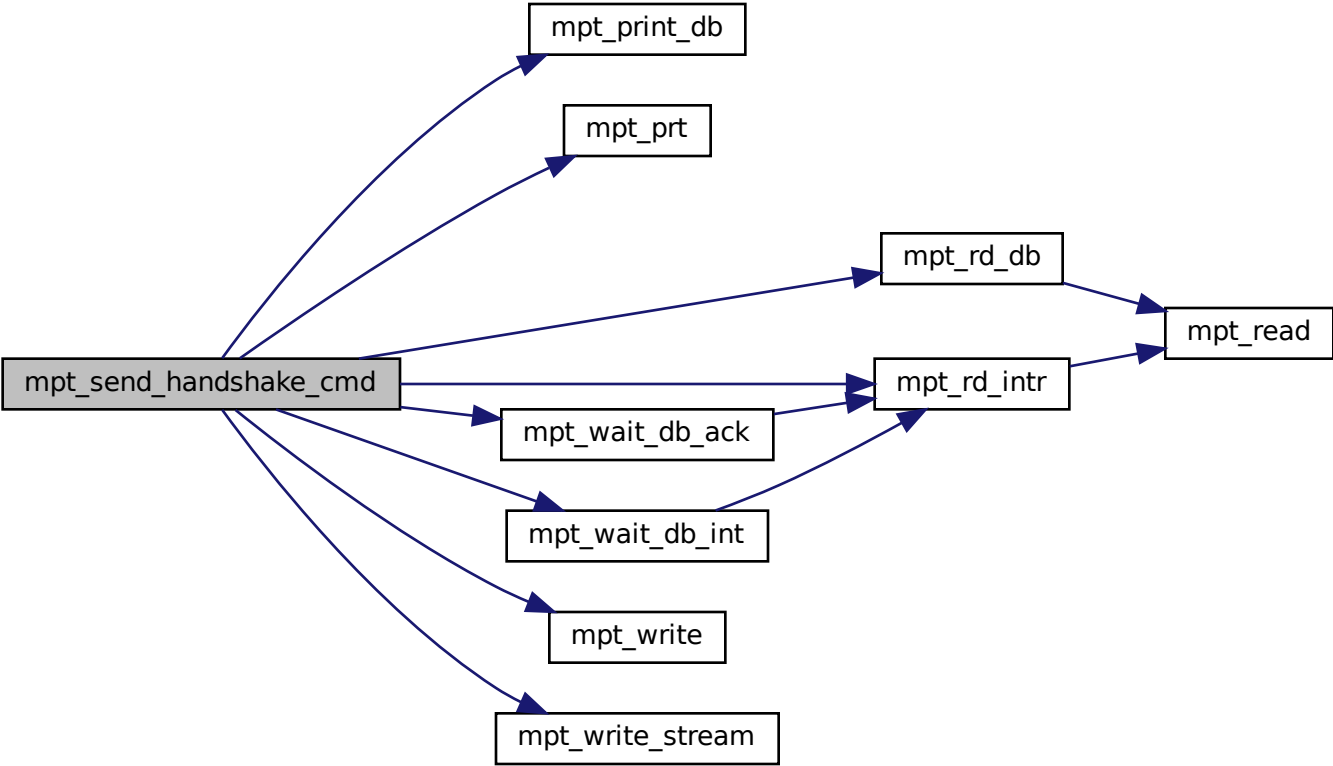 mpt_print_db
mpt_prt
mpt_rd_db
mpt_read
mpt_send_handshake_cmd
mpt_rd_intr
mpt_wait_db_ack
mpt_wait_db_int
mpt_write
mpt_write_stream